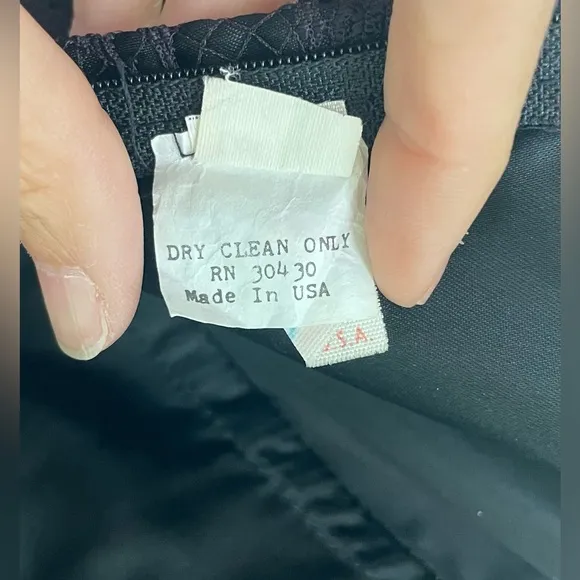 DRY CLEAN ONLY
RN 30430
Made In USA
.S.A.